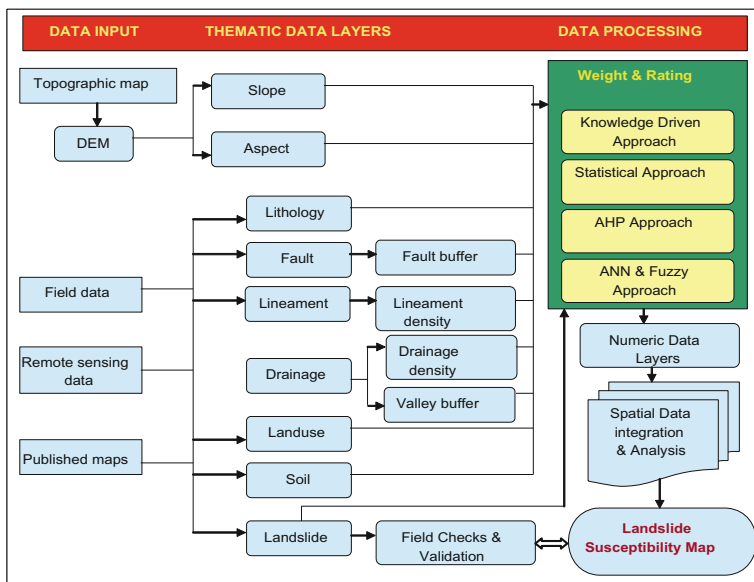 DATA INPUT
THEMATIC DATA LAYERS
DATA PROCESSING
Topographic map
DEM
Slope
Aspect
Lithology
Fault
Fault buffer
Field data
Lineament
Lineament
density
Remote sensing
data
Drainage
Drainage
density
Valley buffer
Landuse
Published maps
Soil
Landslide
Field Checks &
Validation
Weight & Rating
Knowledge Driven
Approach
Statistical Approach
AHP Approach
ANN & Fuzzy
Approach
Numeric Data
Layers
Spatial Data
integration
& Analysis
Landslide
Susceptibility Map